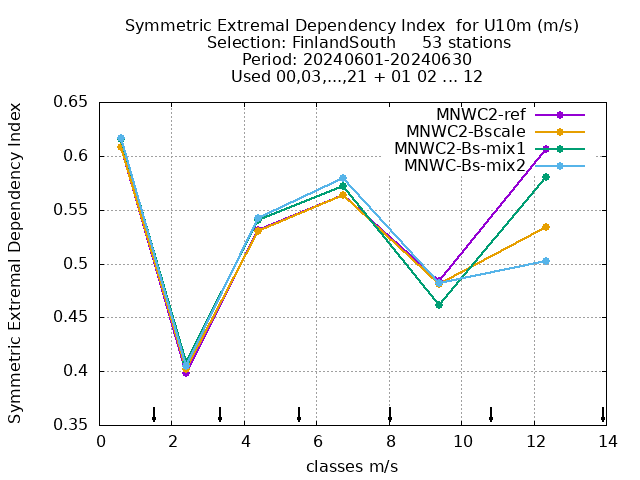 Symmetric Extremal Dependency Index  for U10m (m/s)
Selection: FinlandSouth     53 stations
Period: 20240601-20240630
Used 00,03,...,21 + 01 02 ... 12
Symmetric Extremal Dependency Index
0.65
0.6
0.55
0.5
0.45
0.4
0.35
MNWC2-ref
MNWC2-Bscale
MNWC2-Bs-mix1
MNWC-Bs-mix2
0 2 4 6 8 10 12 14
classes m/s